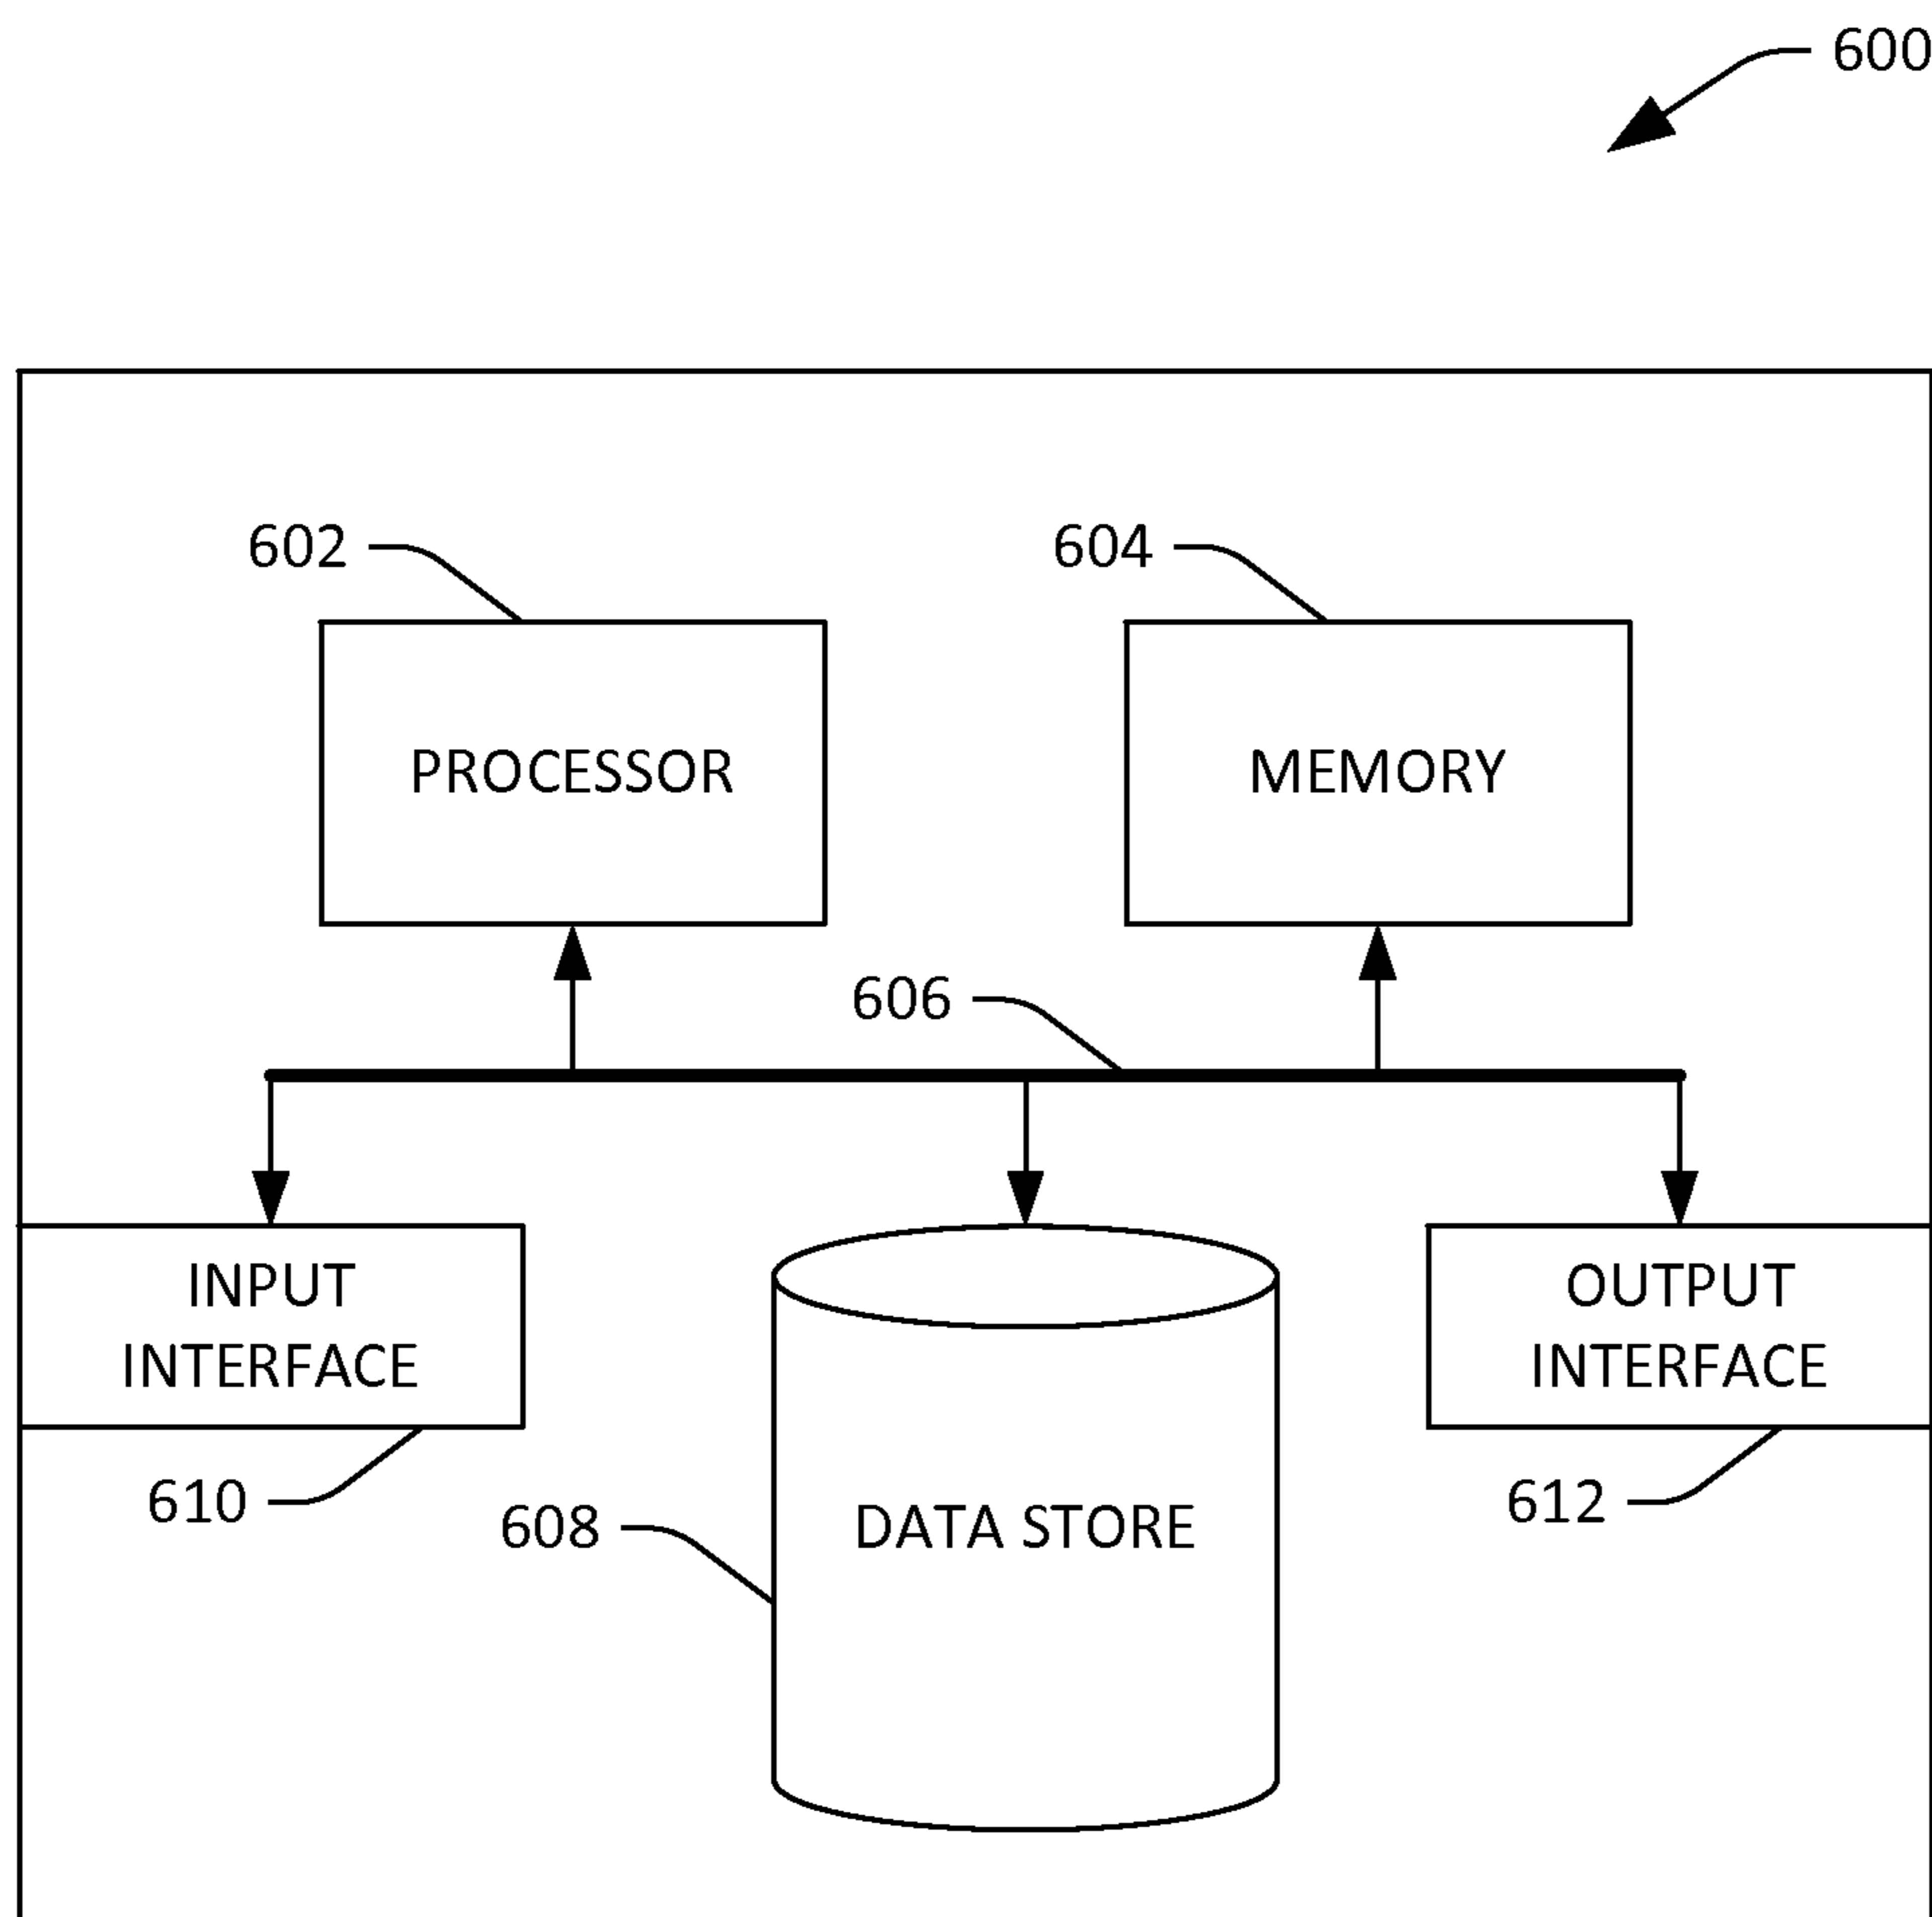 600
602
604
PROCESSOR
MEMORY
606
INPUT
INTERFACE
OUTPUT
INTERFACE
610
608
DATA STORE
612